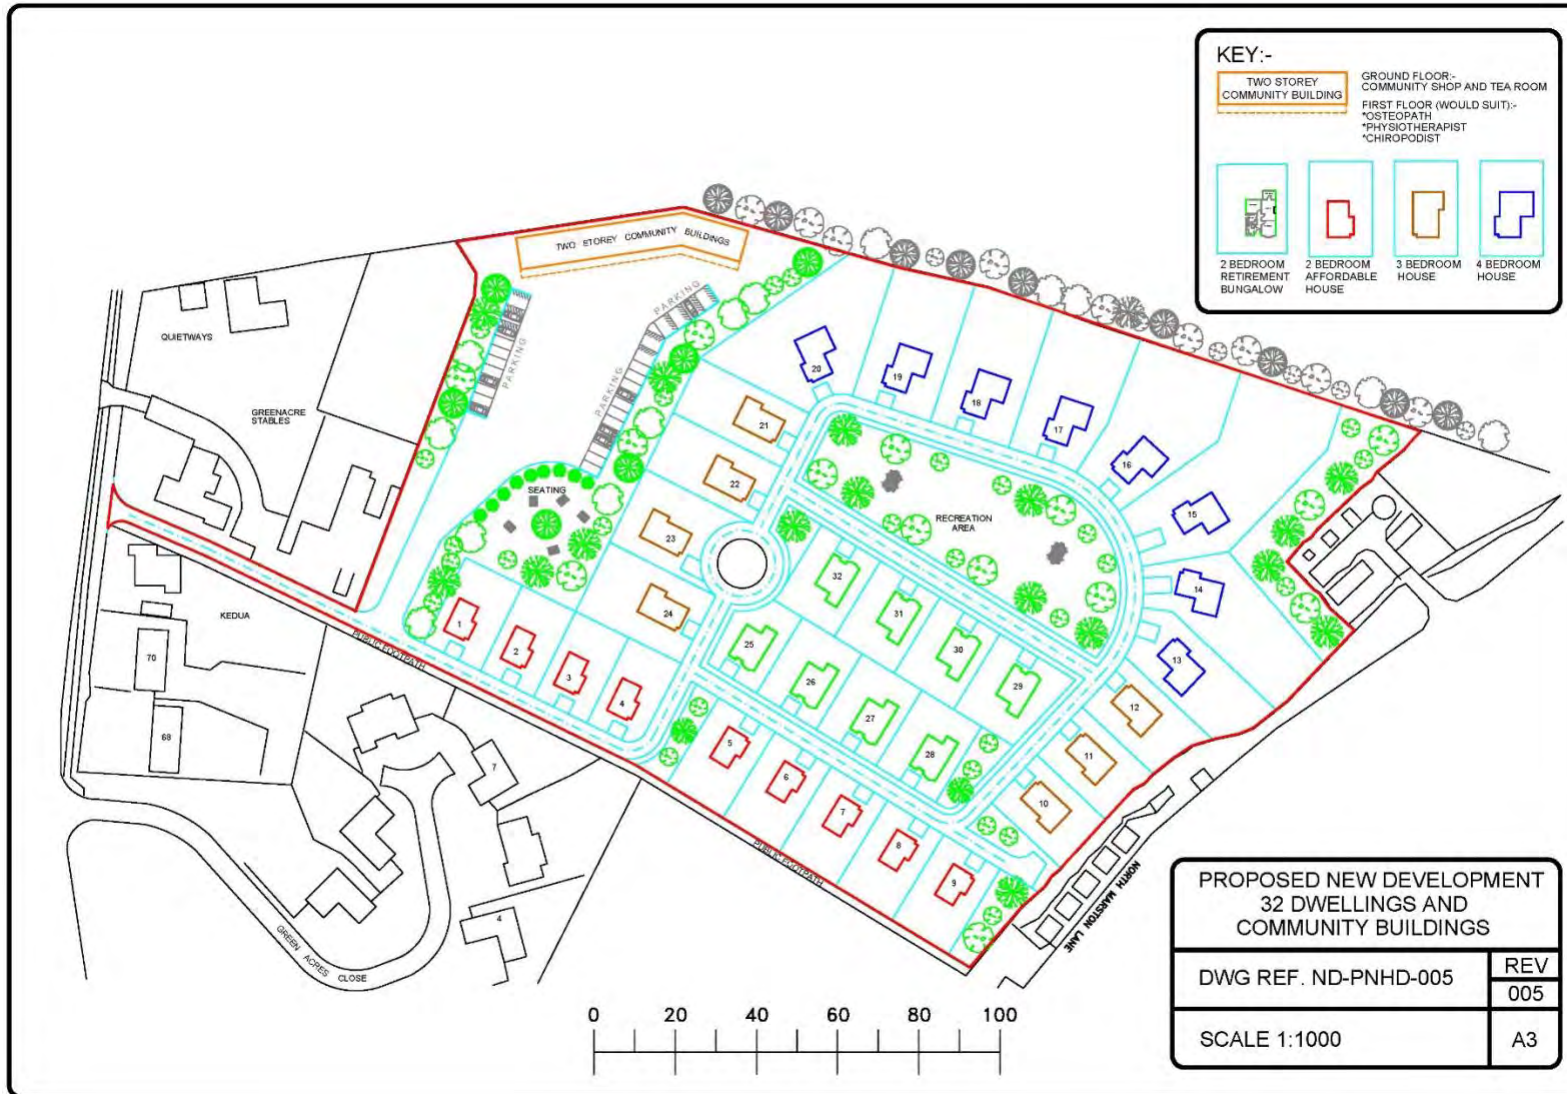 KEY:-
TWO STOREY
COMMUNITY BUILDING
GROUND FLOOR:-
COMMUNITY SHOP AND TEA ROOM
FIRST FLOOR (WOULD SUIT):-
*OSTEOPATH
*PHYSIOTHERAPIST
*CHIROPODIST
2 BEDROOM
RETIREMENT
BUNGALOW
2 BEDROOM
AFFORDABLE
HOUSE
3 BEDROOM
HOUSE
4 BEDROOM
HOUSE
TWO STOREY COMMUNITY BUILDINGS
PARKING
PARKING
PARKING
QUIETWAYS
GREENACRE
STABLES
SEATING
RECREATION
AREA
20
19
18
17
16
15
14
13
12
11
10
21
22
23
24
32
31
30
29
25
26
27
28
1
2
3
4
5
6
7
8
9
KEDUA
70
68
7
4
PUBLIC FOOTPATH
PUBLIC FOOTPATH
GREEN ACRES CLOSE
NORTH MARSTON LANE
0 20 40 60 80 100
PROPOSED NEW DEVELOPMENT
32 DWELLINGS AND
COMMUNITY BUILDINGS
DWG REF. ND-PNHD-005
REV
005
SCALE 1:1000
A3